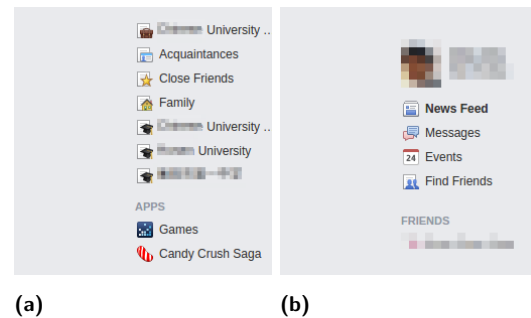 University ..
Acquaintances
Close Friends
Family
University ..
University
APPS
Games
Candy Crush Saga
(a)
News Feed
Messages
24 Events
Find Friends
FRIENDS
(b)